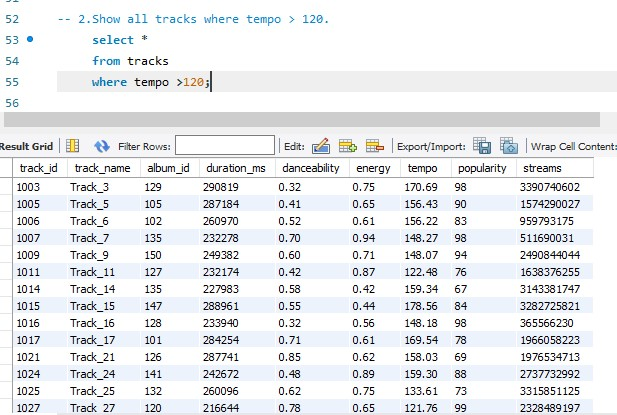 52 -- 2.Show all tracks where tempo > 120.
53 select *
54 from tracks
55 where tempo >120;
56
Result Grid Filter Rows: Edit: Export/Import: Wrap Cell Content:
track_id track_name album_id duration_ms danceability energy tempo popularity streams
1003 Track_3 129 290819 0.32 0.75 170.69 98 3390740602
1005 Track_5 105 287184 0.41 0.65 156.43 90 1574290027
1006 Track_6 102 260970 0.52 0.61 156.22 83 959793175
1007 Track_7 135 232278 0.70 0.94 148.27 98 511690031
1009 Track_9 150 249382 0.60 0.71 148.07 94 2490844044
1011 Track_11 127 232174 0.42 0.87 122.48 76 1638376255
1014 Track_14 135 227983 0.58 0.42 159.34 67 3143381747
1015 Track_15 147 288961 0.55 0.44 178.56 84 3282725821
1016 Track_16 128 233940 0.32 0.56 148.18 98 365566230
1017 Track_17 101 284254 0.71 0.61 169.54 78 1966058223
1021 Track_21 126 287741 0.85 0.62 158.03 69 1976534713
1024 Track_24 141 242672 0.48 0.89 159.30 88 2737732992
1025 Track_25 132 260096 0.62 0.75 133.61 73 3315851125
1027 Track_27 120 216644 0.78 0.65 121.76 99 2328489197